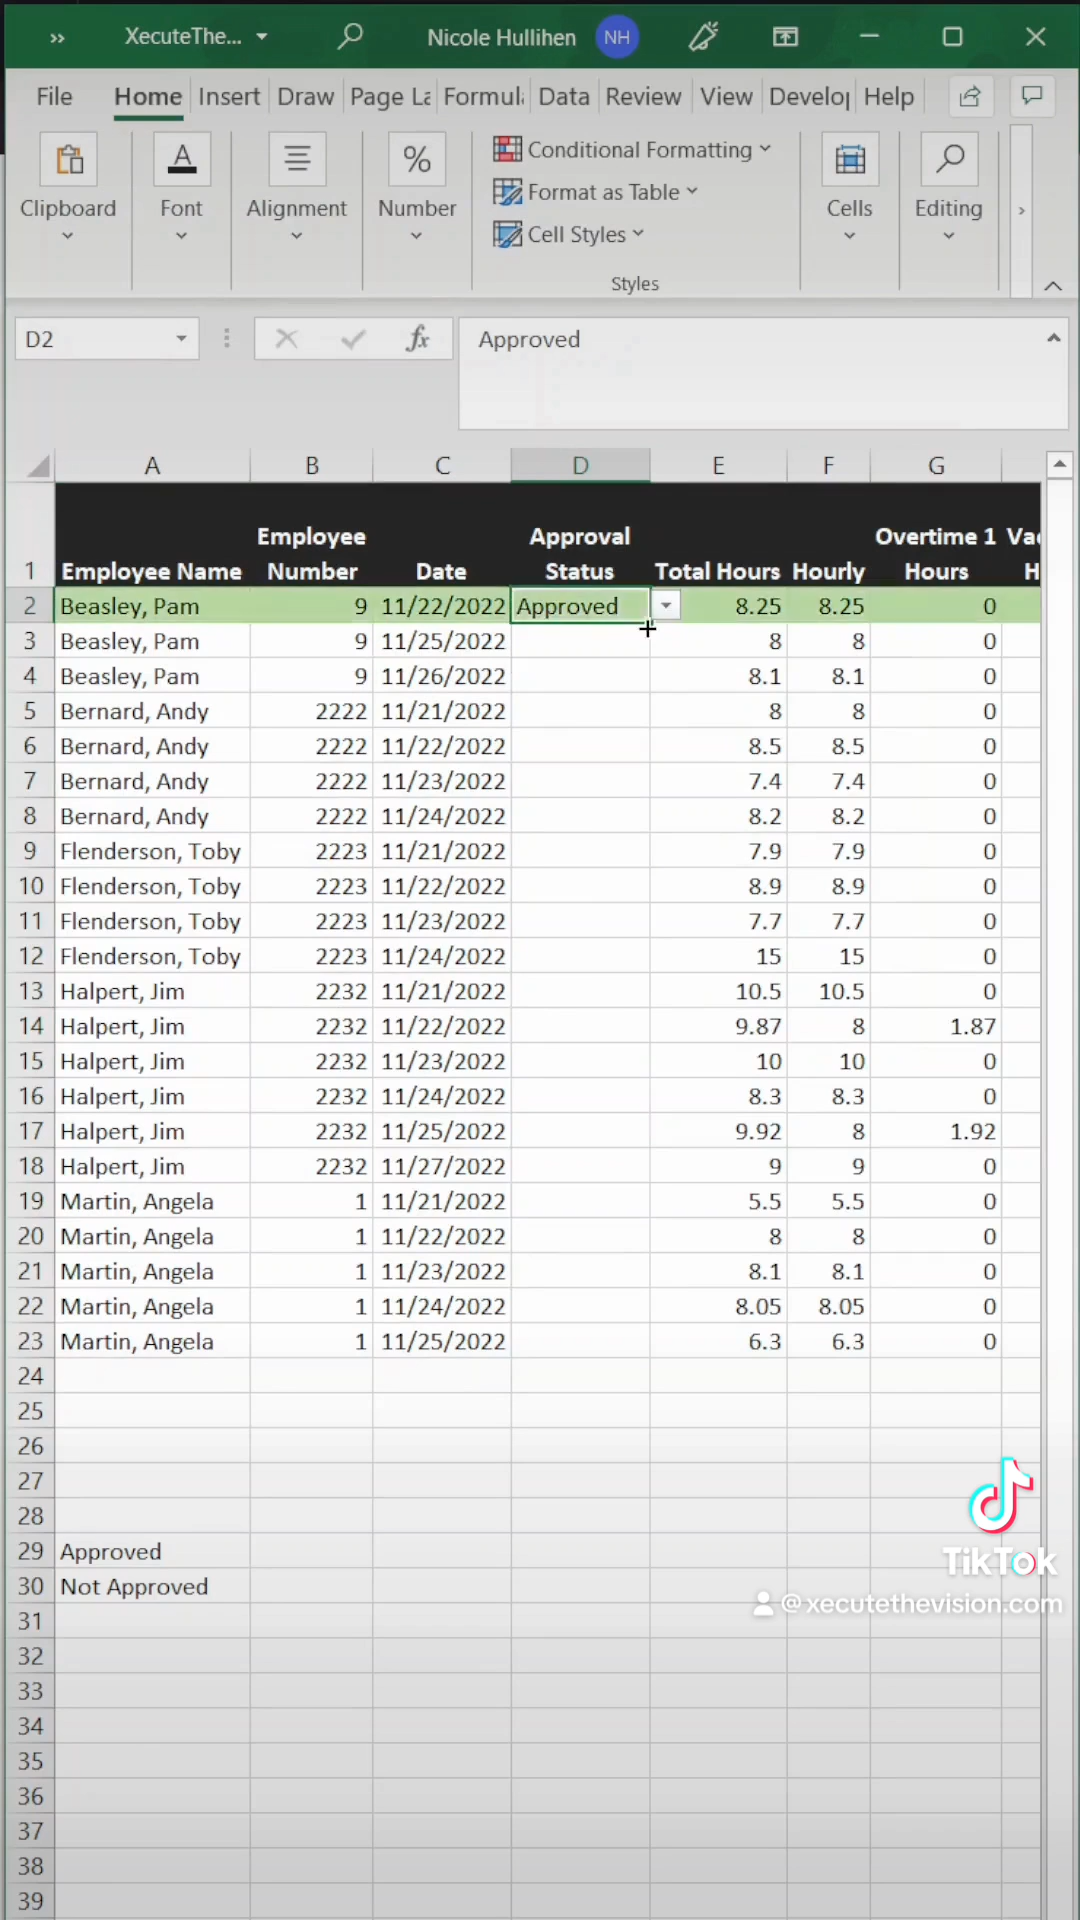 XecuteThe...
Nicole Hullihen
NH
File Home Insert Draw Page La Formul Data Review View Develop Help
Clipboard
Font
Alignment
%
Number
Conditional Formatting
Format as Table
Cell Styles
Styles
Cells
Editing
D2
fx
Approved
A B C D E F G
Employee Approval Overtime 1 Vac
1 Employee Name Number Date Status Total Hours Hourly Hours H
2 Beasley, Pam 9 11/22/2022 Approved 8.25 8.25 0
3 Beasley, Pam 9 11/25/2022 8 8 0
4 Beasley, Pam 9 11/26/2022 8.1 8.1 0
5 Bernard, Andy 2222 11/21/2022 8 8 0
6 Bernard, Andy 2222 11/22/2022 8.5 8.5 0
7 Bernard, Andy 2222 11/23/2022 7.4 7.4 0
8 Bernard, Andy 2222 11/24/2022 8.2 8.2 0
9 Flenderson, Toby 2223 11/21/2022 7.9 7.9 0
10 Flenderson, Toby 2223 11/22/2022 8.9 8.9 0
11 Flenderson, Toby 2223 11/23/2022 7.7 7.7 0
12 Flenderson, Toby 2223 11/24/2022 15 15 0
13 Halpert, Jim 2232 11/21/2022 10.5 10.5 0
14 Halpert, Jim 2232 11/22/2022 9.87 8 1.87
15 Halpert, Jim 2232 11/23/2022 10 10 0
16 Halpert, Jim 2232 11/24/2022 8.3 8.3 0
17 Halpert, Jim 2232 11/25/2022 9.92 8 1.92
18 Halpert, Jim 2232 11/27/2022 9 9 0
19 Martin, Angela 1 11/21/2022 5.5 5.5 0
20 Martin, Angela 1 11/22/2022 8 8 0
21 Martin, Angela 1 11/23/2022 8.1 8.1 0
22 Martin, Angela 1 11/24/2022 8.05 8.05 0
23 Martin, Angela 1 11/25/2022 6.3 6.3 0
24
25
26
27
28
29 Approved
30 Not Approved
TikTok
@xecutethevision.com
31
32
33
34
35
36
37
38
39